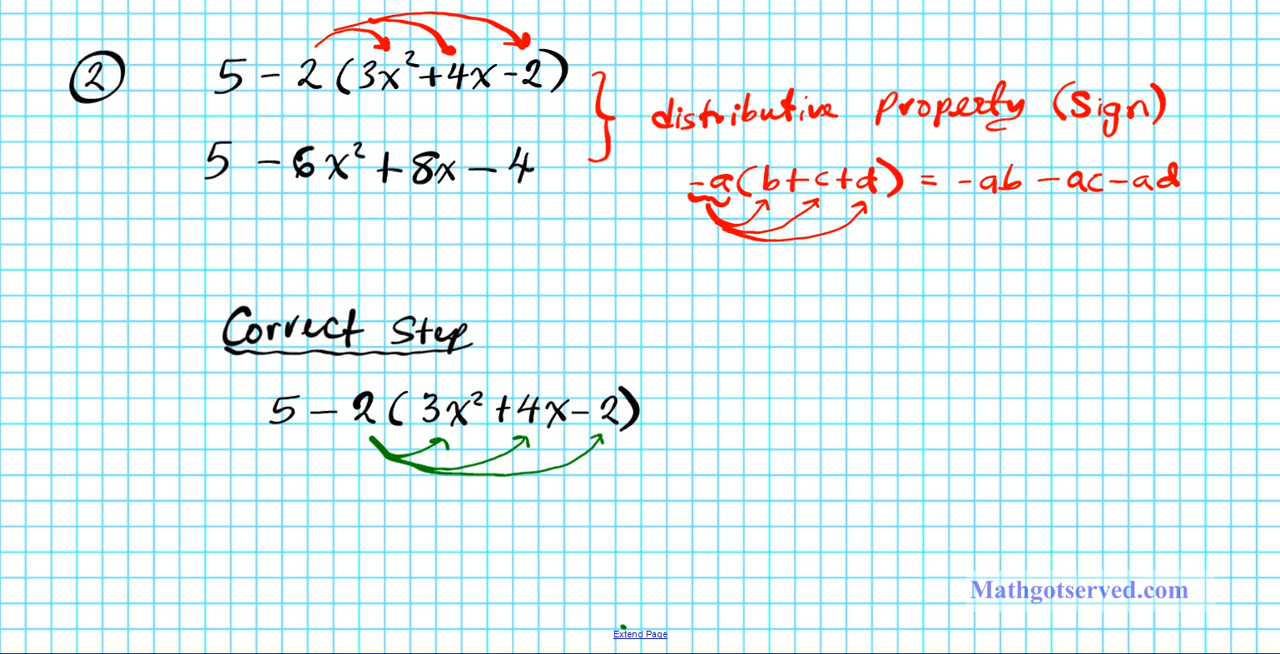 ② 5 - 2 (3x² + 4x - 2)
5 - 6x² + 8x - 4
distributive property (Sign)
-a(b+c+d) = -ab - ac - ad
Correct Step
5 - 2 (3x² + 4x - 2)
Mathgotserved.com
Extend Page